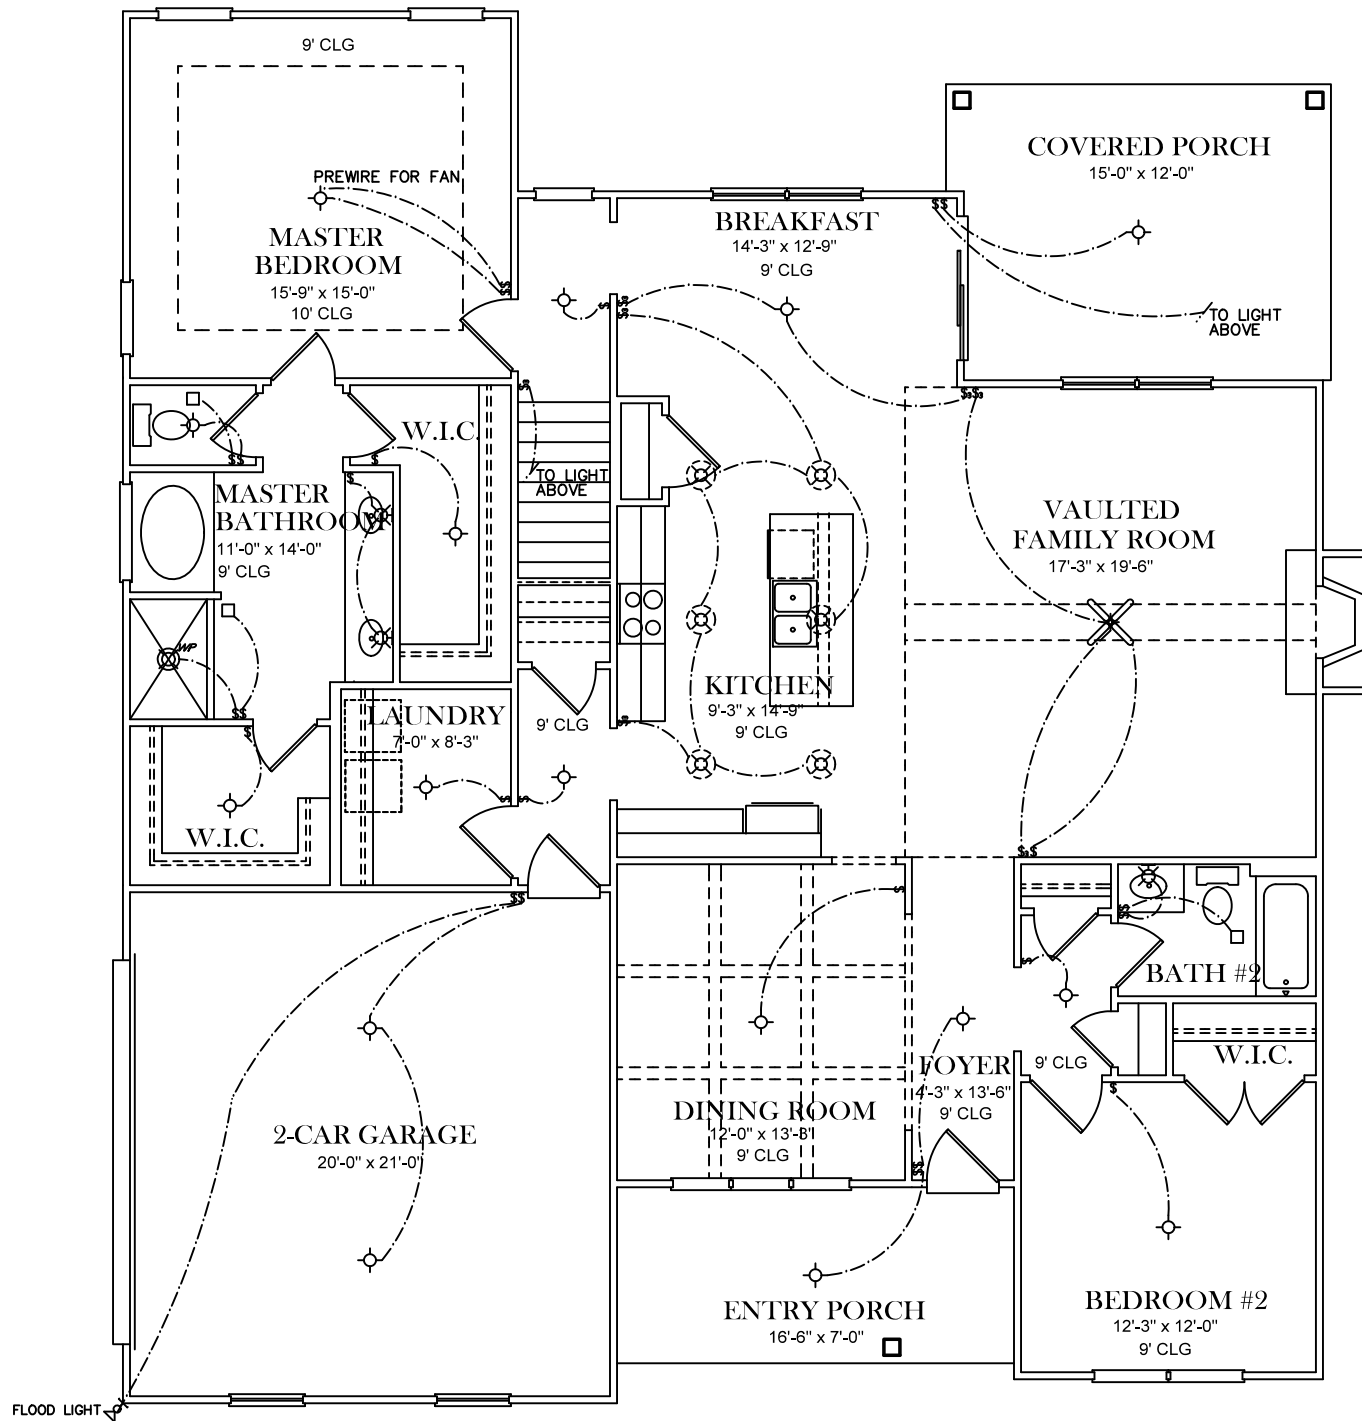 9' CLG
PREWIRE FOR FAN
MASTER
BEDROOM
15'-9" x 15'-0"
10' CLG
COVERED PORCH
15'-0" x 12'-0"
BREAKFAST
14'-3" x 12'-9"
9' CLG
TO LIGHT
ABOVE
W.I.C.
TO LIGHT
ABOVE
MASTER
BATHROOM
11'-0" x 14'-0"
9' CLG
WP
VAULTED
FAMILY ROOM
17'-3" x 19'-6"
KITCHEN
9'-3" x 14'-9"
9' CLG
LAUNDRY
7'-0" x 8'-3"
9' CLG
W.I.C.
BATH #2
W.I.C.
9' CLG
FOYER
4'-3" x 13'-6"
9' CLG
DINING ROOM
12'-0" x 13'-3"
9' CLG
2-CAR GARAGE
20'-0" x 21'-0"
ENTRY PORCH
16'-6" x 7'-0"
BEDROOM #2
12'-3" x 12'-0"
9' CLG
FLOOD LIGHT